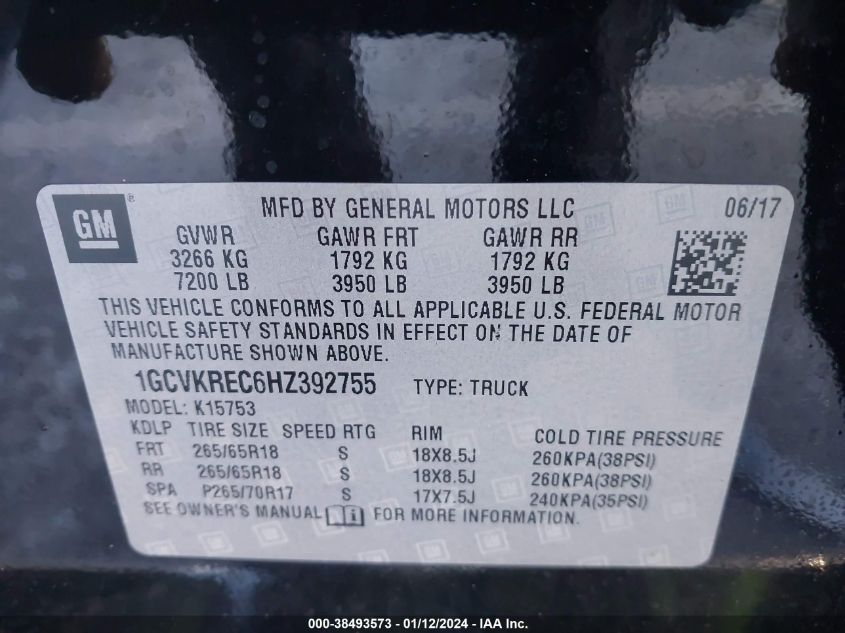 GM ® MFD BY GENERAL MOTORS LLC 06/17
GVWR GAWR FRT GAWR RR
3266 KG 1792 KG 1792 KG
7200 LB 3950 LB 3950 LB
THIS VEHICLE CONFORMS TO ALL APPLICABLE U.S. FEDERAL MOTOR
VEHICLE SAFETY STANDARDS IN EFFECT ON THE DATE OF
MANUFACTURE SHOWN ABOVE.
1GCVKREC6HZ392755 TYPE: TRUCK
MODEL: K15753
KDLP TIRE SIZE SPEED RTG RIM COLD TIRE PRESSURE
FRT 265/65R18 S 18X8.5J 260KPA(38PSI)
RR 265/65R18 S 18X8.5J 260KPA(38PSI)
SPA P265/70R17 S 17X7.5J 240KPA(35PSI)
SEE OWNER'S MANUAL FOR MORE INFORMATION.
000-38493573 - 01/12/2024 - IAA Inc.